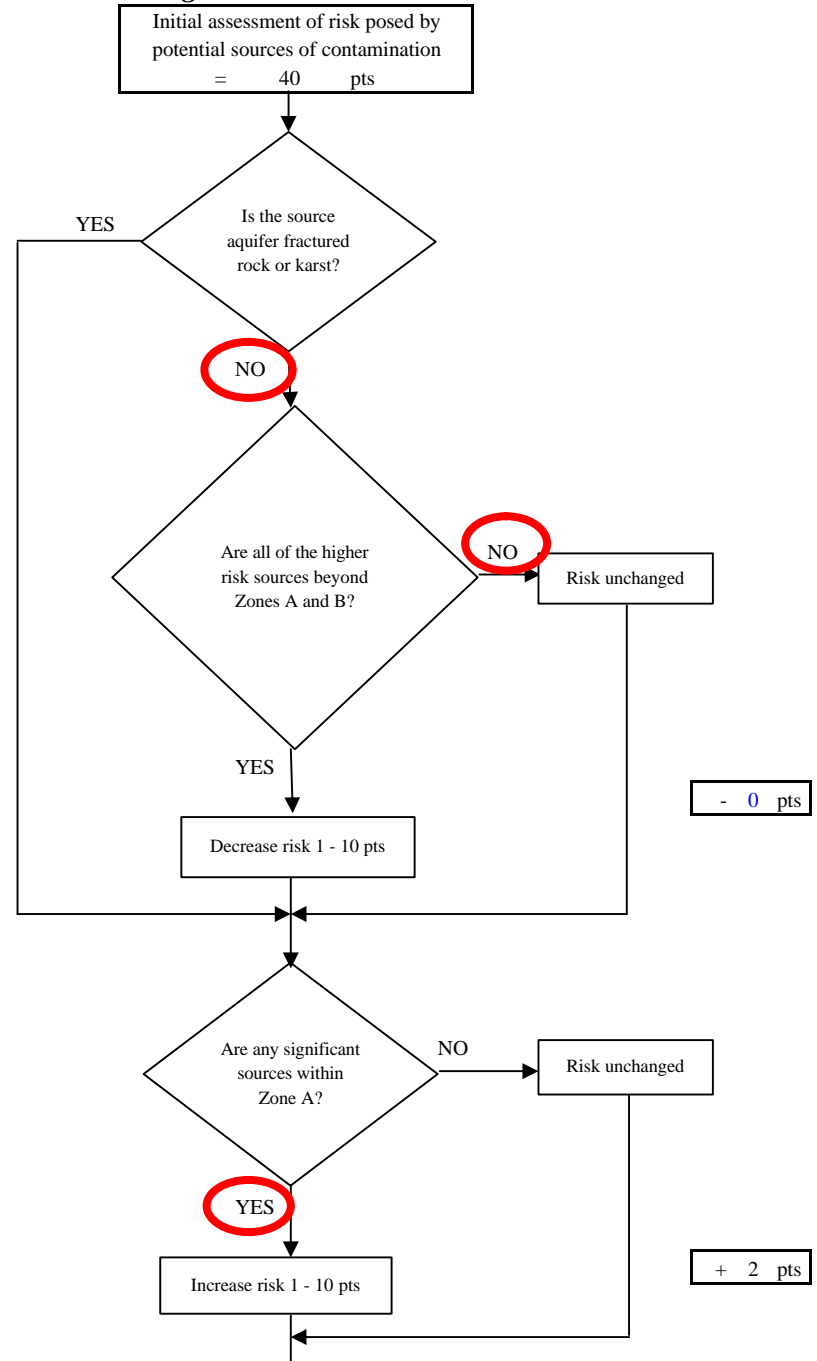 Initial assessment of risk posed by
potential sources of contamination
= 40 pts
YES
Is the source
aquifer fractured
rock or karst?
NO
Are all of the higher
risk sources beyond
Zones A and B?
NO
Risk unchanged
YES
- 0 pts
Decrease risk 1 - 10 pts
Are any significant
sources within
Zone A?
NO
Risk unchanged
YES
+ 2 pts
Increase risk 1 - 10 pts